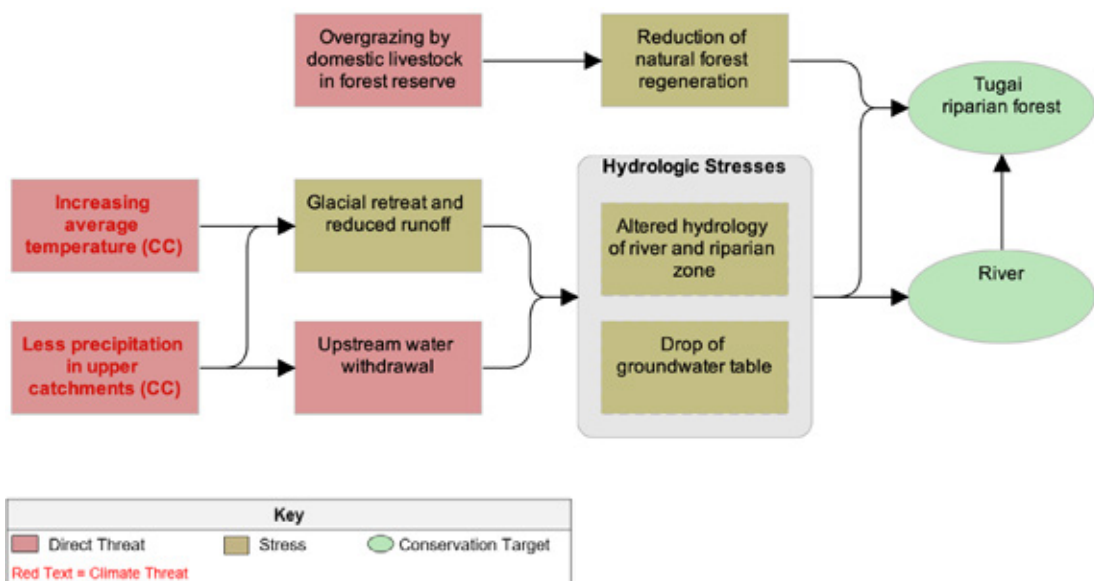 Overgrazing by
domestic livestock
in forest reserve
Reduction of
natural forest
regeneration
Tugai
riparian forest
Hydrologic Stresses
Increasing
average
temperature (CC)
Glacial retreat and
reduced runoff
Altered hydrology
of river and riparian
zone
River
Less precipitation
in upper
catchments (CC)
Upstream water
withdrawal
Drop of
groundwater table
Key
Direct Threat
Stress
Conservation Target
Red Text = Climate Threat